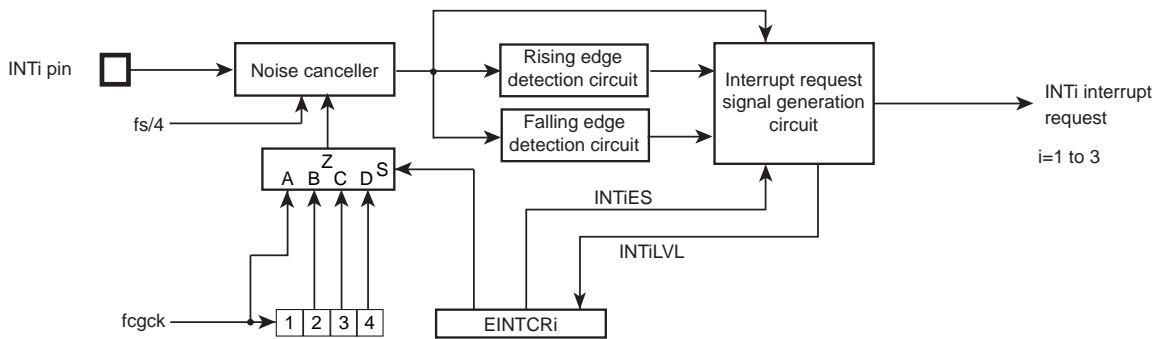 INTi pin
Noise canceller
Rising edge
detection circuit
Falling edge
detection circuit
Interrupt request
signal generation
circuit
INTi interrupt
request
i=1 to 3
fs/4
Z
S
A B C D
INTiES
INTiLVL
fcgck
1 2 3 4
EINTCRi